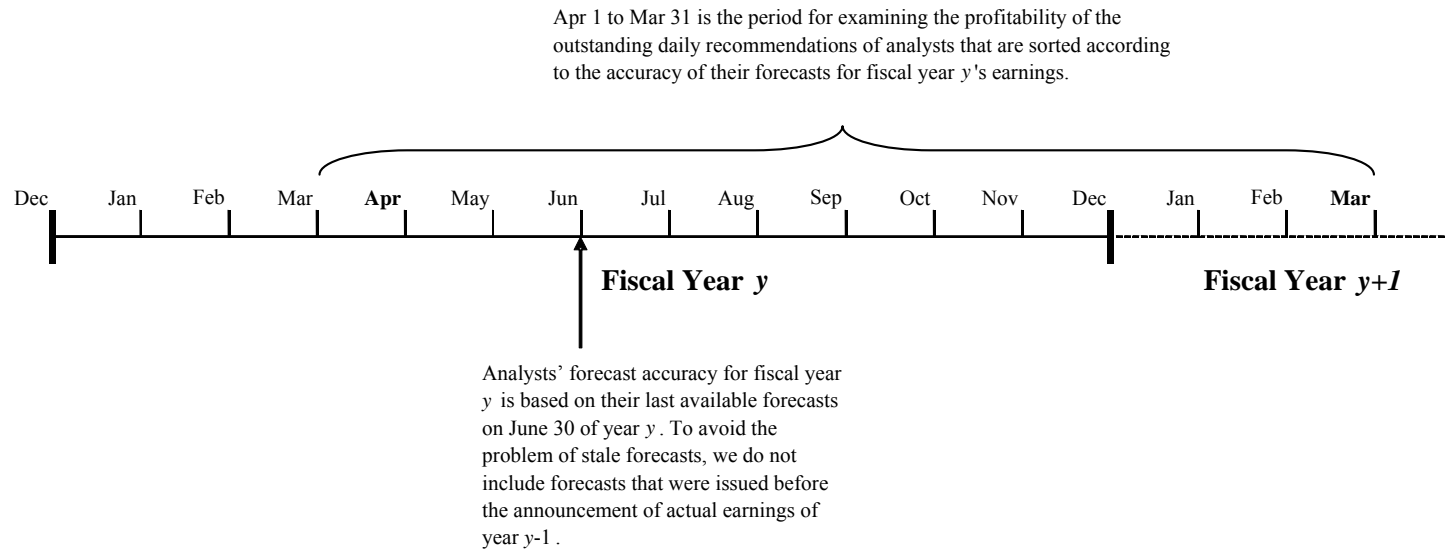 Apr 1 to Mar 31 is the period for examining the profitability of the
outstanding daily recommendations of analysts that are sorted according
to the accuracy of their forecasts for fiscal year y's earnings.
Dec Jan Feb Mar Apr May Jun Jul Aug Sep Oct Nov Dec Jan Feb Mar
Fiscal Year y Fiscal Year y+1
Analysts’ forecast accuracy for fiscal year
y is based on their last available forecasts
on June 30 of year y . To avoid the
problem of stale forecasts, we do not
include forecasts that were issued before
the announcement of actual earnings of
year y-1 .